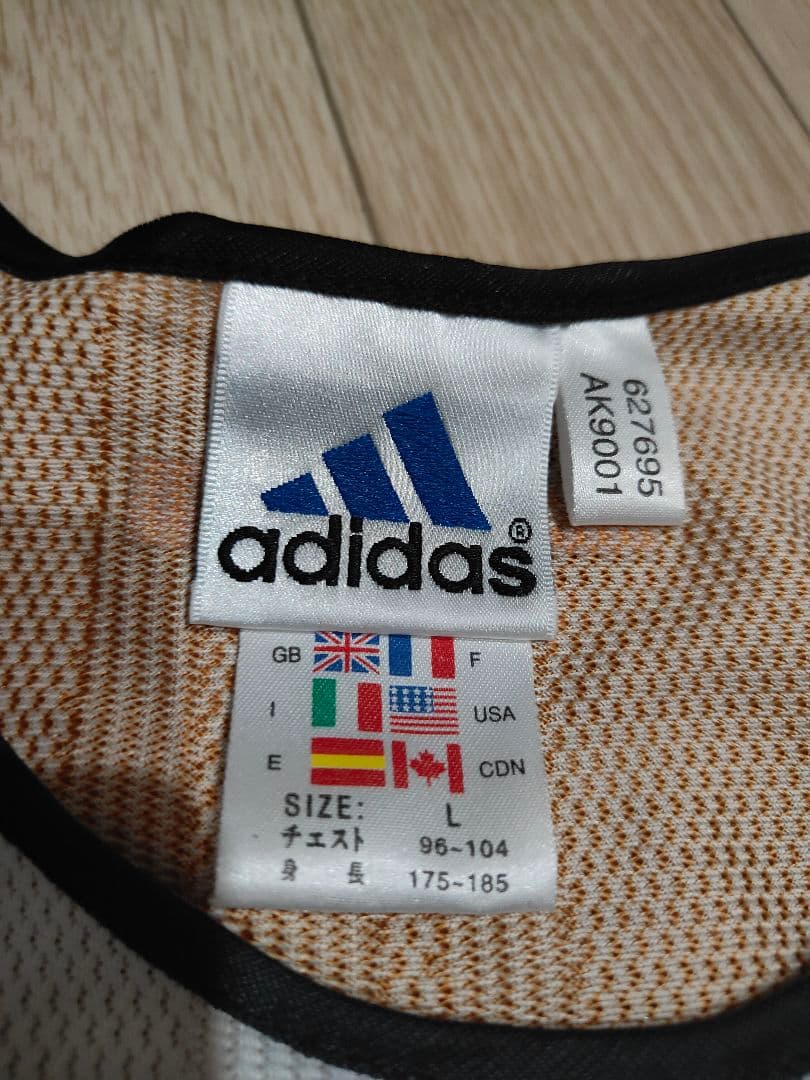 adidas®
627695
AK9001
GB F
I USA
E CDN
SIZE: L
チェスト 96~104
身長 175~185